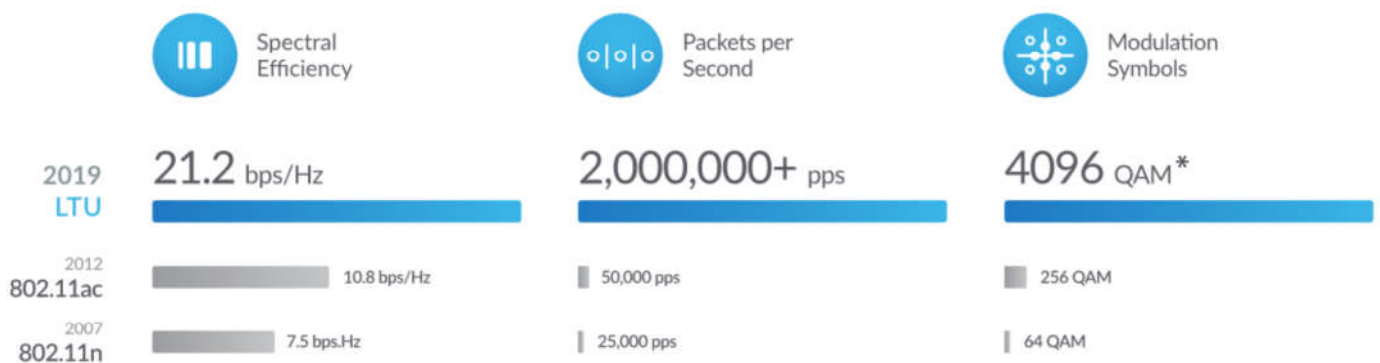 Spectral
Efficiency
Packets per
Second
Modulation
Symbols
2019
LTU
21.2 bps/Hz
2,000,000+ pps
4096 QAM*
2012
802.11ac
10.8 bps/Hz
50,000 pps
256 QAM
2007
802.11n
7.5 bps.Hz
25,000 pps
64 QAM